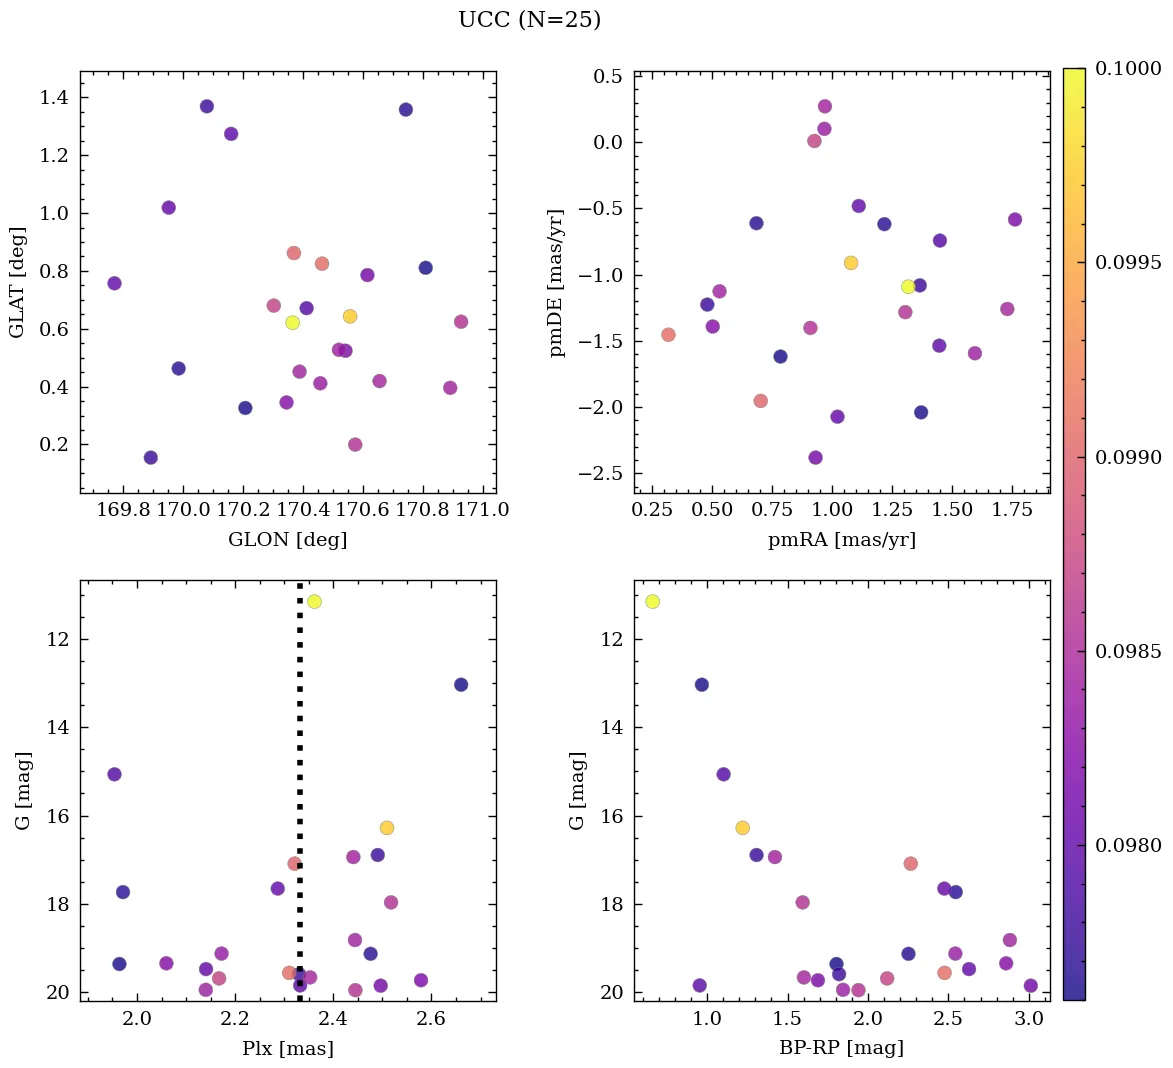 UCC (N=25)
1.4
1.2
1.0
0.8
0.6
0.4
0.2
GLAT [deg]
169.8 170.0 170.2 170.4 170.6 170.8 171.0
GLON [deg]
0.5
0.0
−0.5
−1.0
−1.5
−2.0
−2.5
pmDE [mas/yr]
0.25 0.50 0.75 1.00 1.25 1.50 1.75
pmRA [mas/yr]
0.1000
0.0995
0.0990
0.0985
0.0980
12
14
16
18
20
G [mag]
2.0 2.2 2.4 2.6
Plx [mas]
12
14
16
18
20
G [mag]
1.0 1.5 2.0 2.5 3.0
BP-RP [mag]